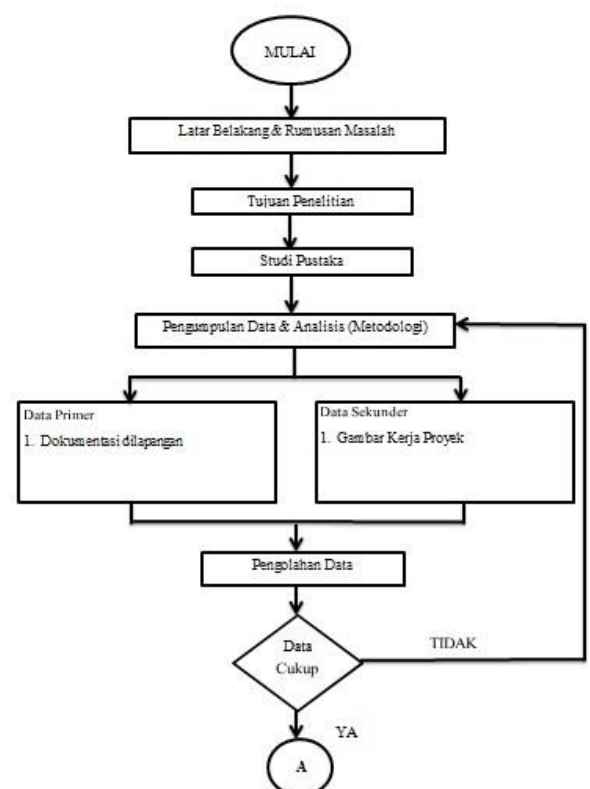 MULAI
Latar Belakang & Rumusan Masalah
Tujuan Penelitian
Studi Pustaka
Pengumpulan Data & Analisis (Metodologi)
Data Primer
1. Dokumentasi dilapangan
Data Sekunder
1. Gambar Kerja Proyek
Pengolahan Data
Data
Cukup
TIDAK
YA
A